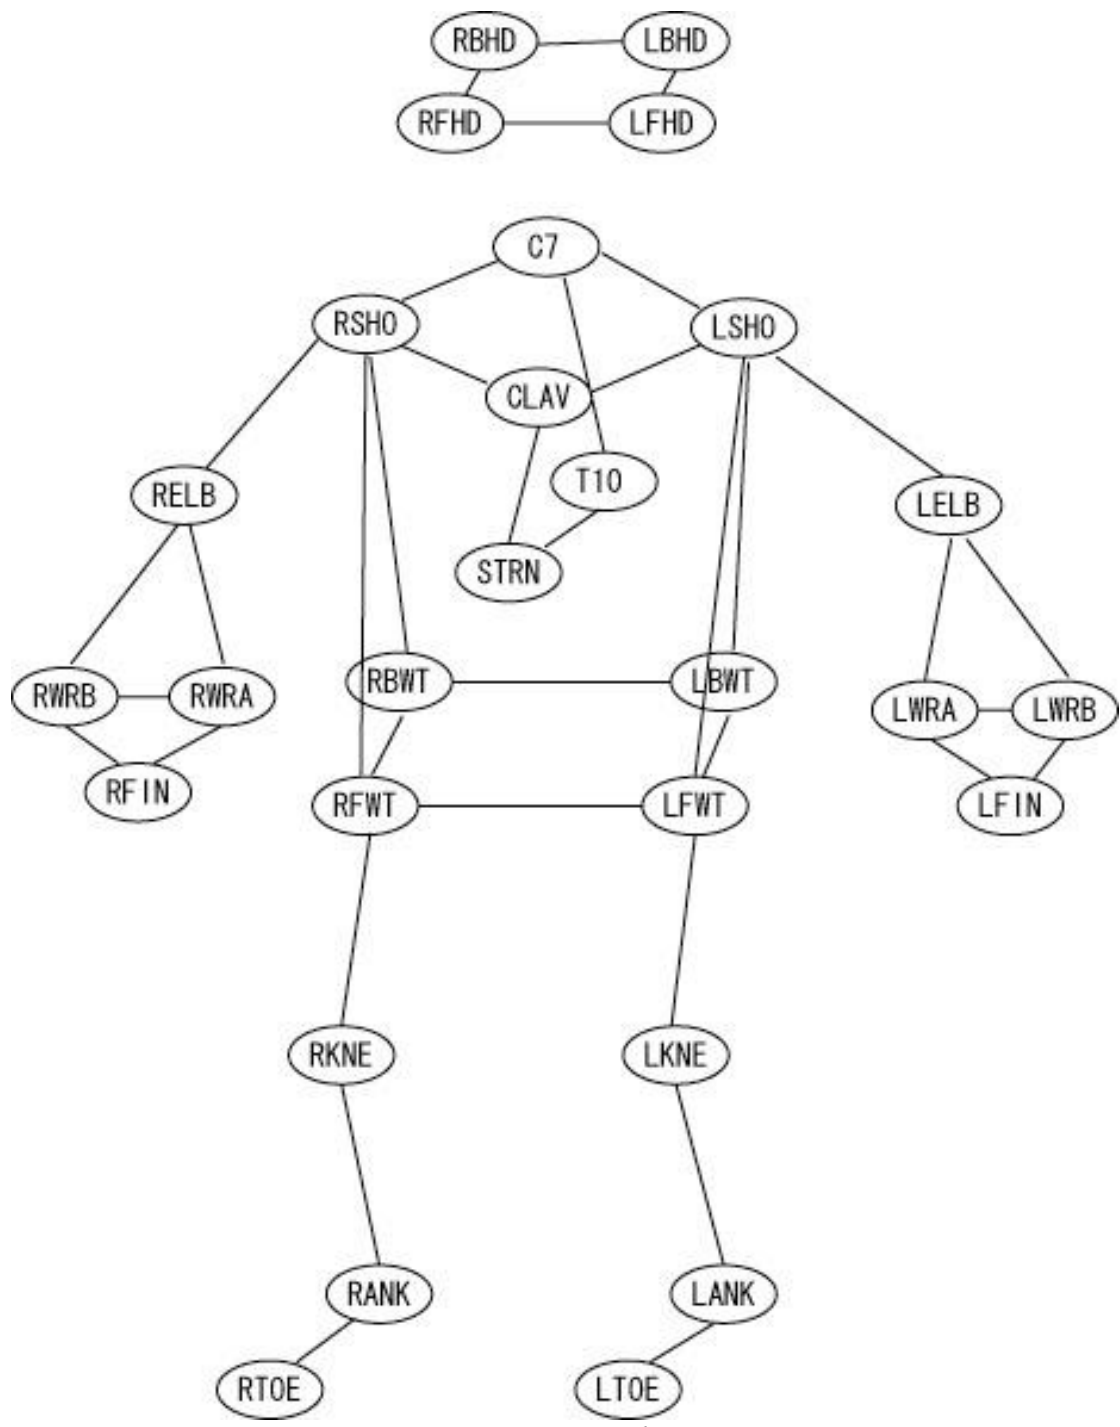 RBHD LBHD
RFHD LFHD
C7
RSHO LSHO
CLAV
T10
RELB LELB
STRN
RBWT LBWT
RWRB RWRA LWRA LWRB
RFIN RFWT LFWT LFIN
RKNE LKNE
RANK LANK
RTOE LTOE